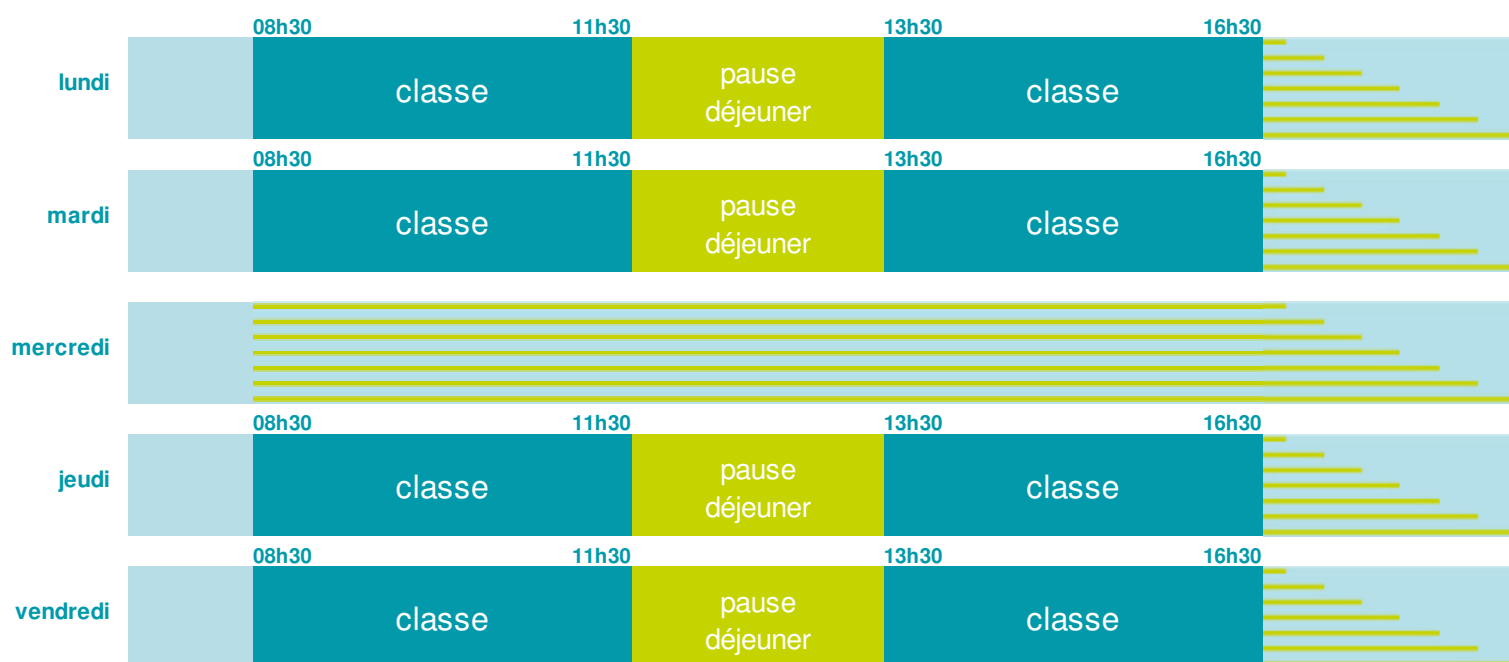 08h30 11h30 13h30 16h30
lundi classe pause déjeuner classe
08h30 11h30 13h30 16h30
mardi classe pause déjeuner classe
mercredi
08h30 11h30 13h30 16h30
jeudi classe pause déjeuner classe
08h30 11h30 13h30 16h30
vendredi classe pause déjeuner classe